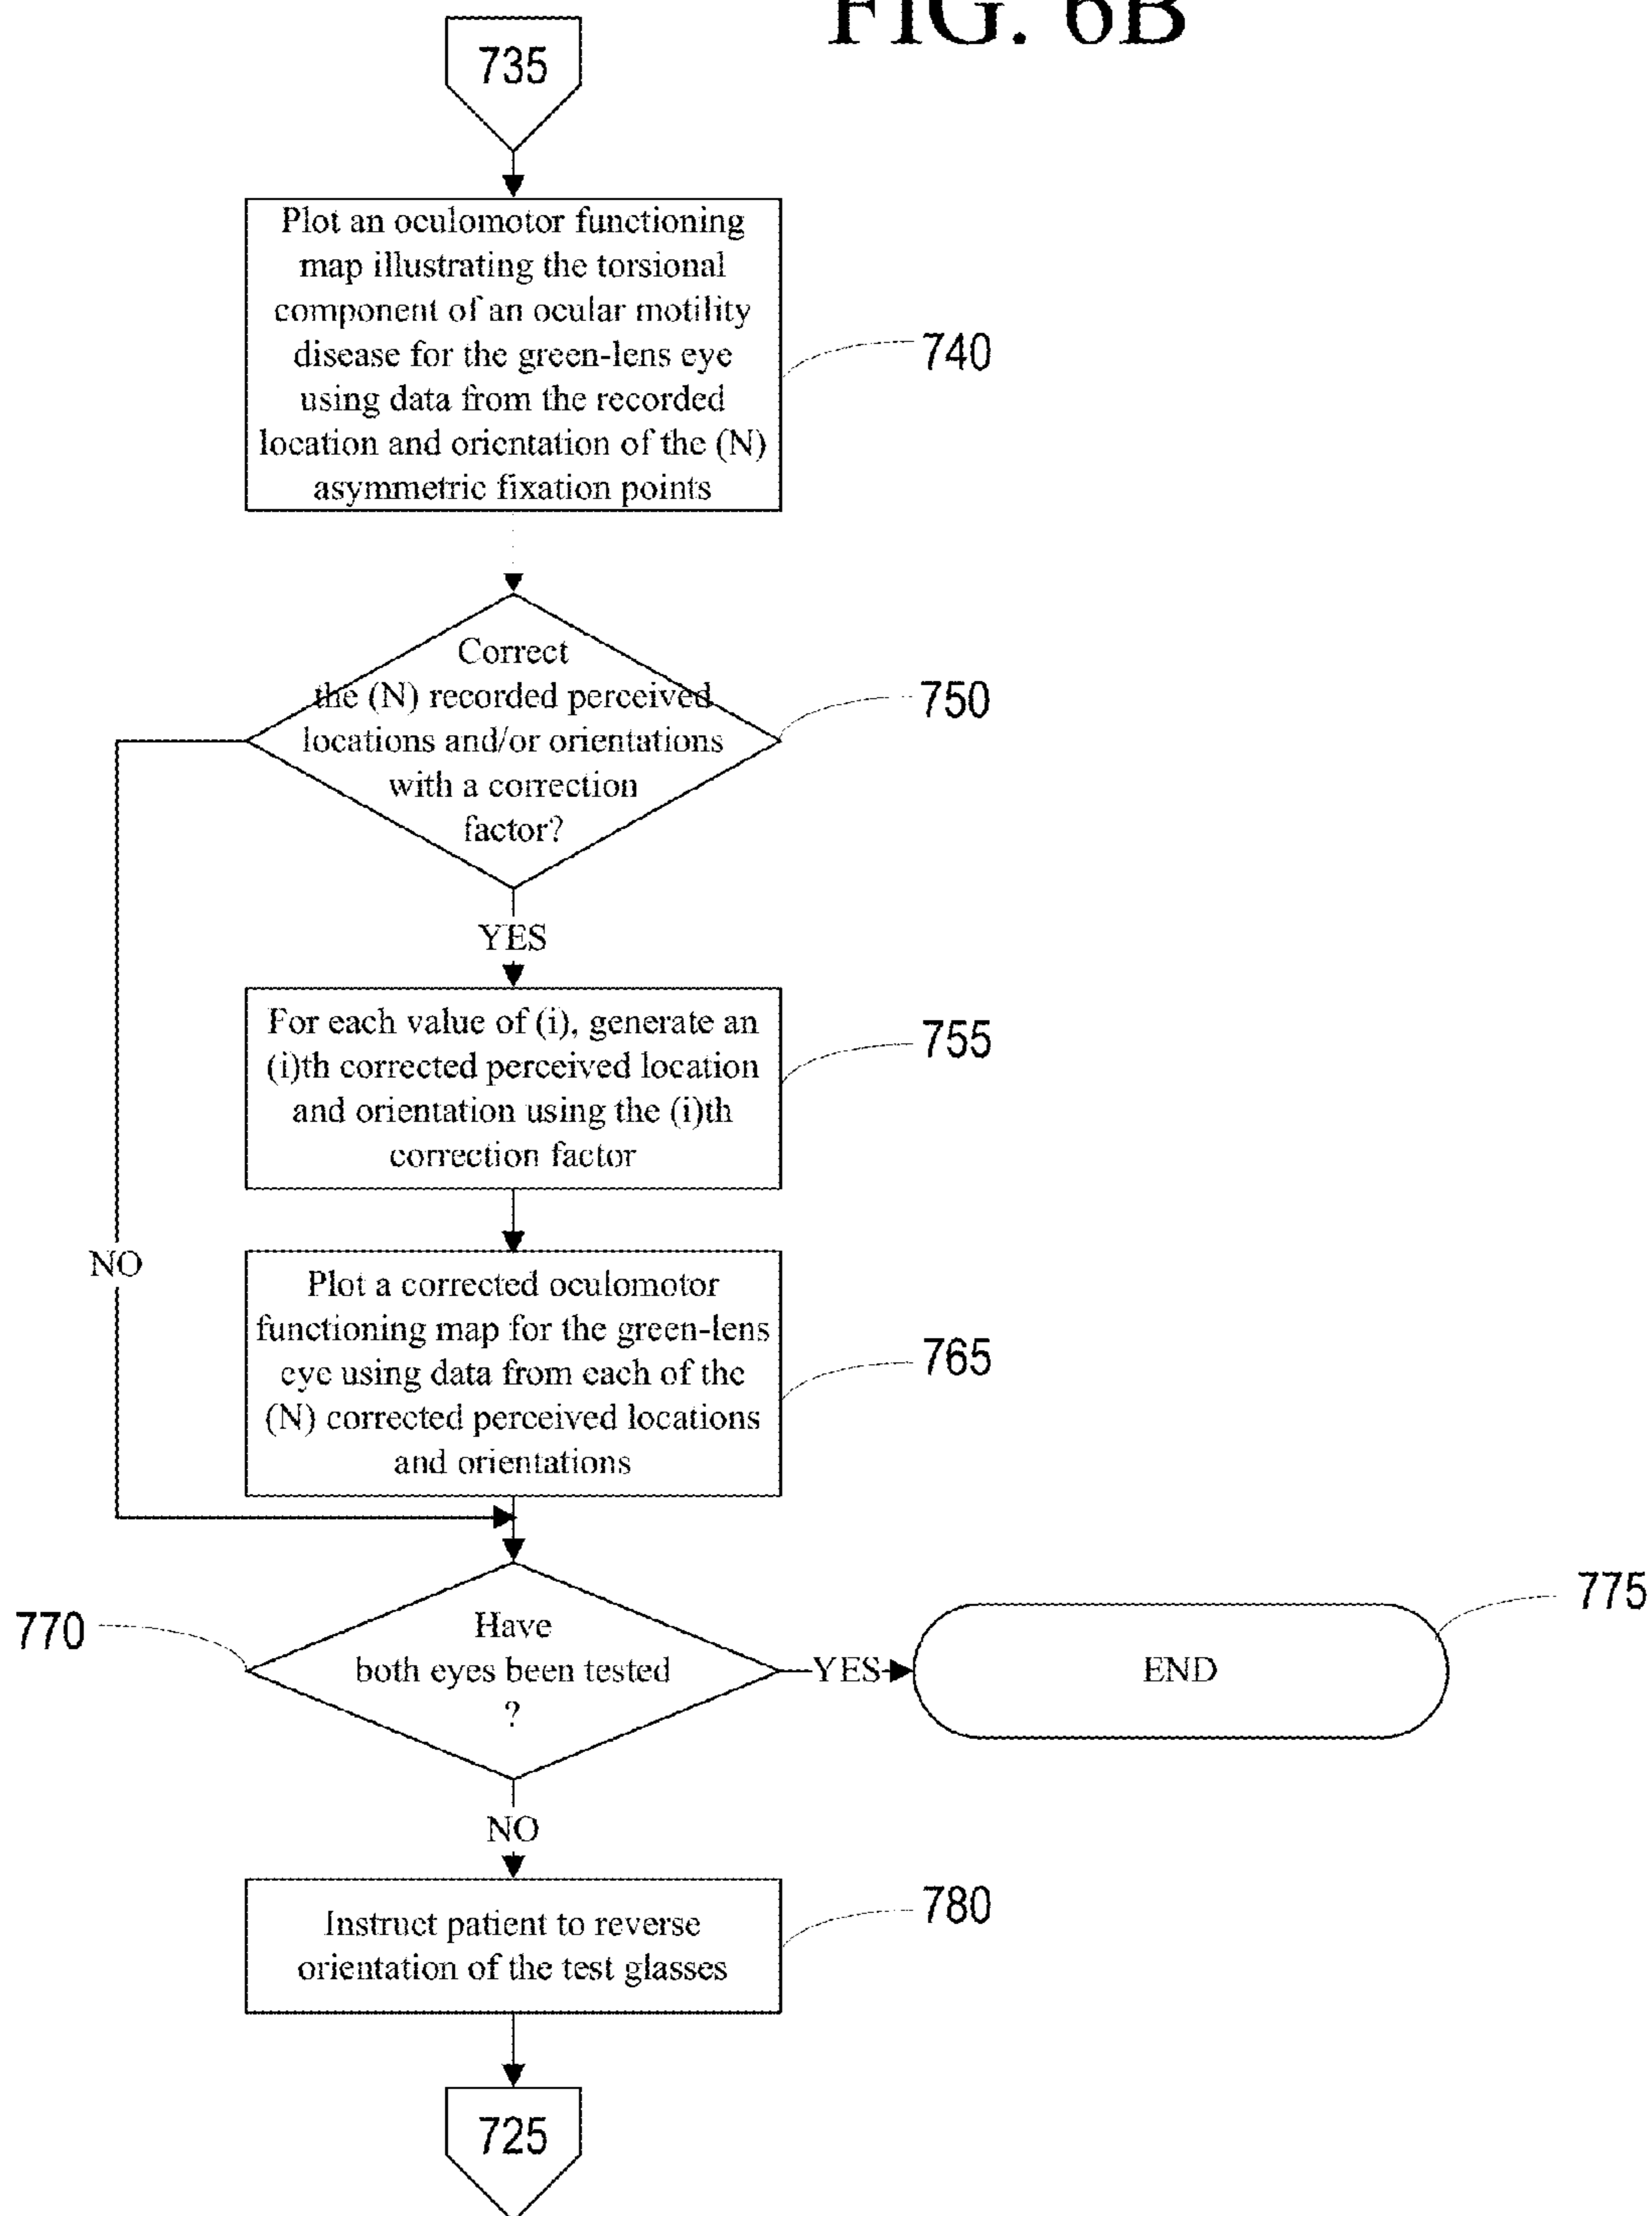 FIG. 6B
735
Plot an oculomotor functioning
map illustrating the torsional
component of an ocular motility
disease for the green-lens eye
using data from the recorded
location and orientation of the (N)
asymmetric fixation points
740
Correct
the (N) recorded perceived
locations and/or orientations
with a correction
factor?
750
YES
For each value of (i), generate an
(i)th corrected perceived location
and orientation using the (i)th
correction factor
755
NO
Plot a corrected oculomotor
functioning map for the green-lens
eye using data from each of the
(N) corrected perceived locations
and orientations
765
770
Have
both eyes been tested
?
YES
END
775
NO
Instruct patient to reverse
orientation of the test glasses
780
725